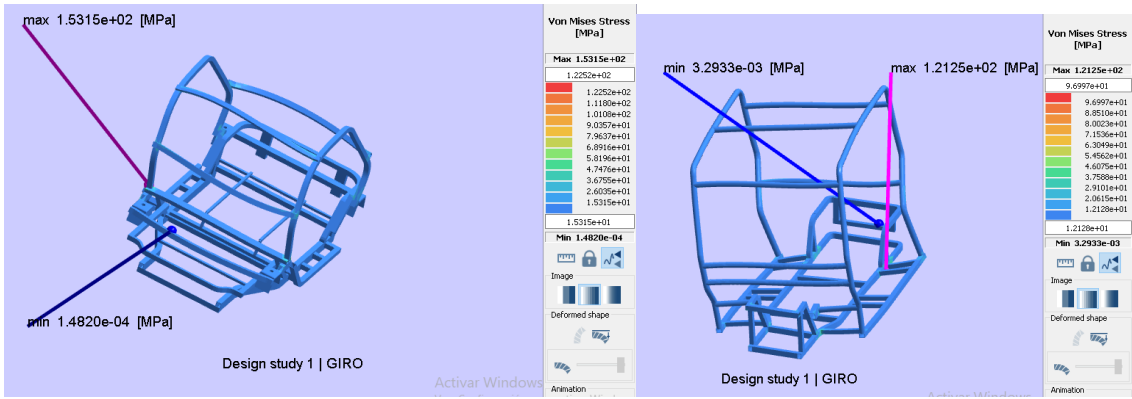 max 1.5315e+02 [MPa]
min 1.4820e-04 [MPa]
Design study 1 | GIRO
Activar Windows
Von Mises Stress
[MPa]
Max 1.5315e+02
1.2252e+02
1.2252e+02
1.1180e+02
1.0108e+02
9.0357e+01
7.9637e+01
6.8916e+01
5.8196e+01
4.7476e+01
3.6755e+01
2.6035e+01
1.5315e+01
1.5315e+01
Min 1.4820e-04
Image
Deformed shape
Animation
min 3.2933e-03 [MPa]
max 1.2125e+02 [MPa]
Design study 1 | GIRO
Activar Windows
Von Mises Stress
[MPa]
Max 1.2125e+02
9.6997e+01
9.6997e+01
8.8510e+01
8.0023e+01
7.1536e+01
6.3049e+01
5.4562e+01
4.6075e+01
3.7588e+01
2.9101e+01
2.0615e+01
1.2128e+01
1.2128e+01
Min 3.2933e-03
Image
Deformed shape
Animation